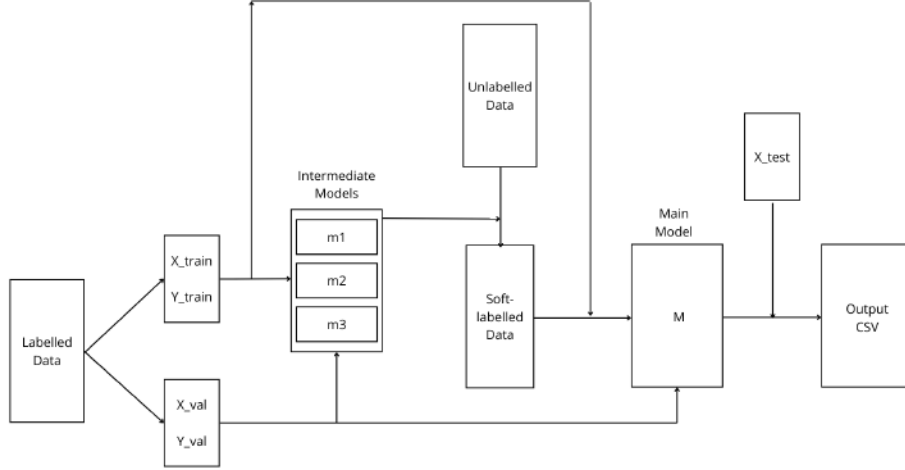 Labelled
Data
X_train
Y_train
X_val
Y_val
Intermediate
Models
m1
m2
m3
Unlabelled
Data
Soft-
labelled
Data
Main
Model
M
X_test
Output
CSV